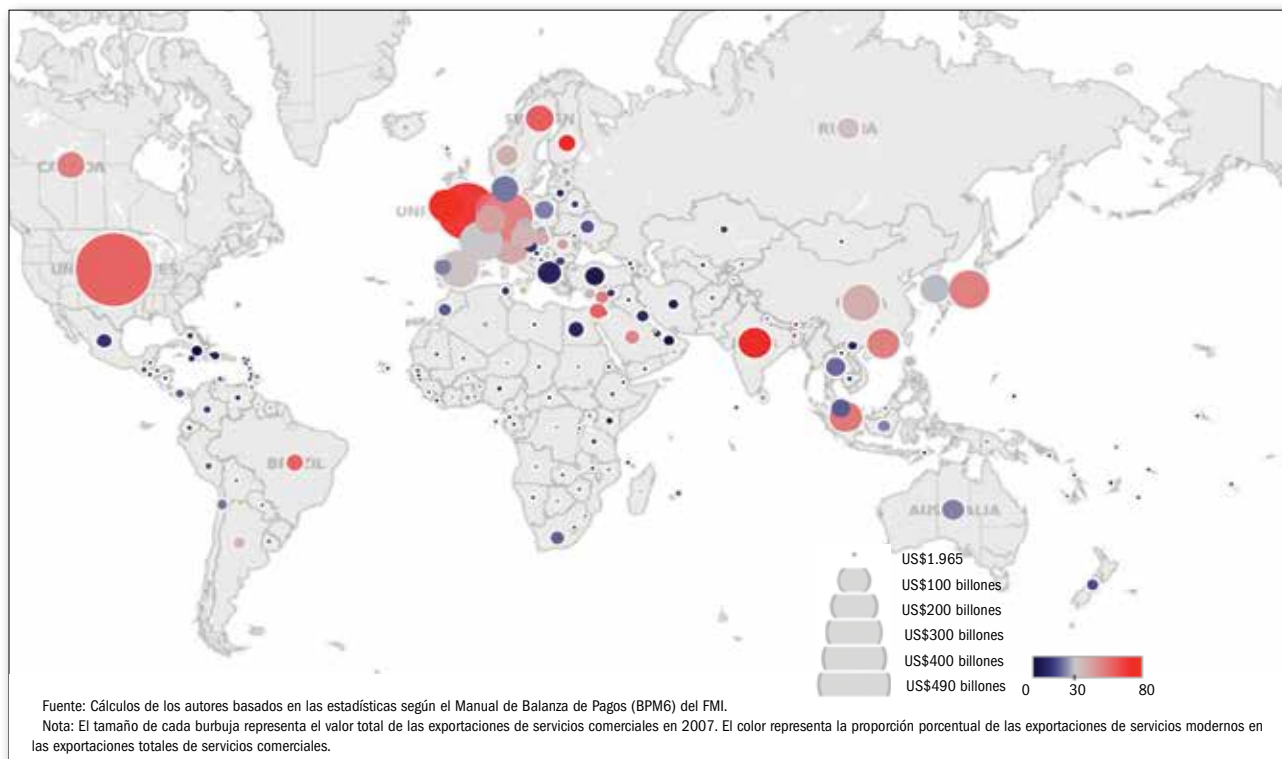 CANADA
SWEDEN
RUSSIA
UNI
UN ES
BRAZIL
AUSTRALIA
US$1.965
US$100 billones
US$200 billones
US$300 billones
US$400 billones
US$490 billones
0 30 80
Fuente: Cálculos de los autores basados en las estadísticas según el Manual de Balanza de Pagos (BPM6) del FMI.
Nota: El tamaño de cada burbuja representa el valor total de las exportaciones de servicios comerciales en 2007. El color representa la proporción porcentual de las exportaciones de servicios modernos en
las exportaciones totales de servicios comerciales.